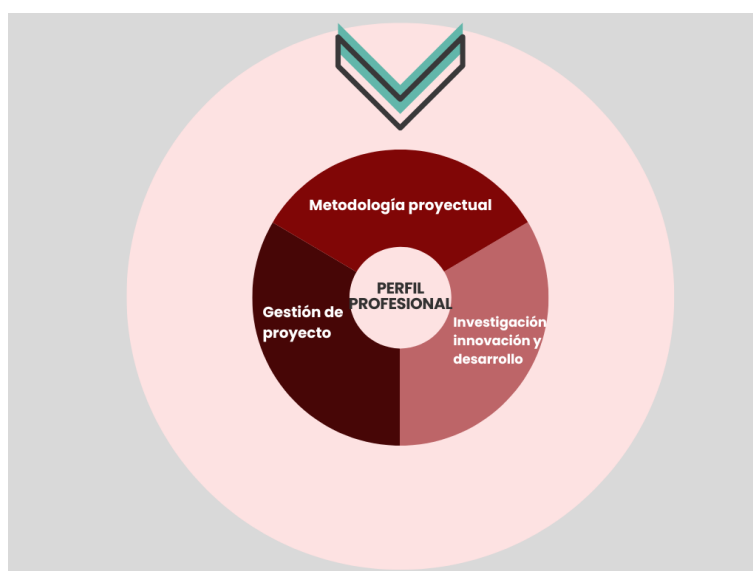 Metodología proyectual
PERFIL
PROFESIONAL
Gestión de
proyecto
Investigación
innovación y
desarrollo